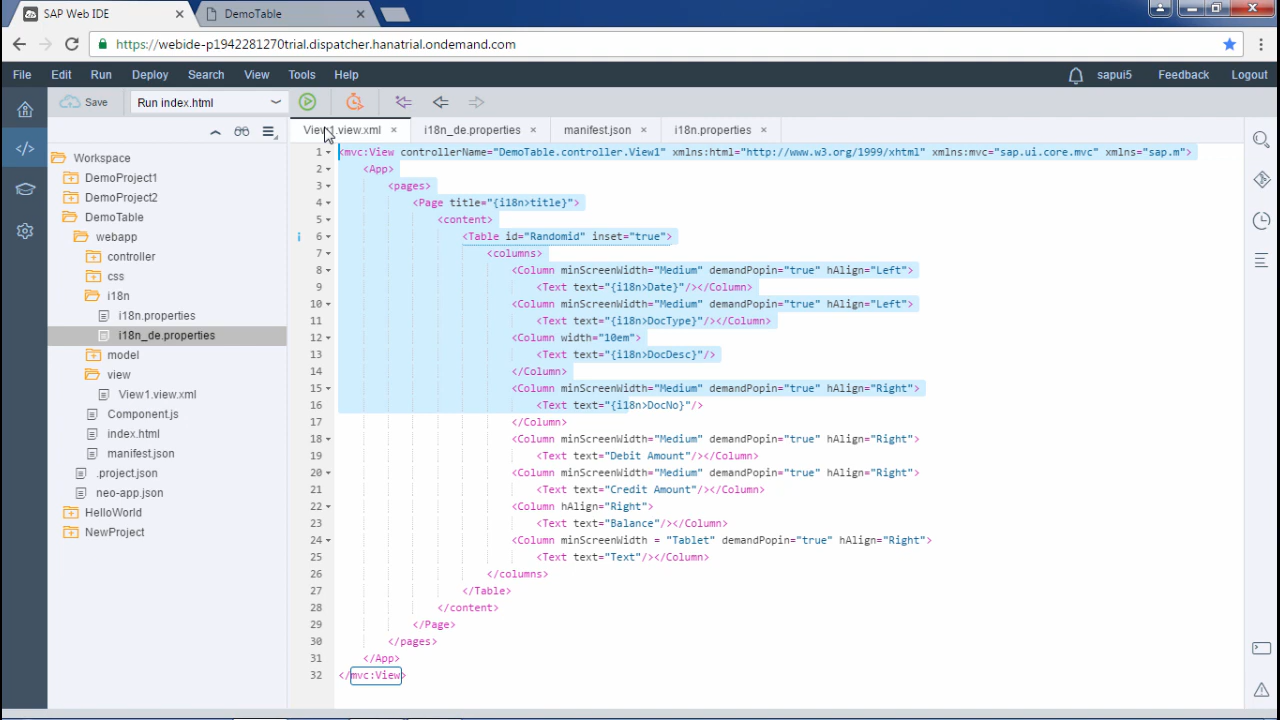 SAP Web IDE
DemoTable
https://webide-p1942281270trial.dispatcher.hanatrial.ondemand.com
File Edit Run Deploy Search View Tools Help
sapui5 Feedback Logout
Save
Run index.html
View1.view.xml × i18n_de.properties × manifest.json × i18n.properties ×
Workspace
DemoProject1
DemoProject2
DemoTable
webapp
controller
css
i18n
i18n.properties
i18n_de.properties
model
view
View1.view.xml
Component.js
index.html
manifest.json
.project.json
neo-app.json
HelloWorld
NewProject
1 <mvc:View controllerName="DemoTable.controller.View1" xmlns:html="http://www.w3.org/1999/xhtml" xmlns:mvc="sap.ui.core.mvc" xmlns="sap.m">
2 <App>
3 <pages>
4 <Page title="{i18n>title}">
5 <content>
6 <Table id="Randomid" inset="true">
7 <columns>
8 <Column minScreenWidth="Medium" demandPopin="true" hAlign="Left">
9 <Text text="{i18n>Date}"/></Column>
10 <Column minScreenWidth="Medium" demandPopin="true" hAlign="Left">
11 <Text text="{i18n>DocType}"/></Column>
12 <Column width="10em">
13 <Text text="{i18n>DocDesc}"/>
14 </Column>
15 <Column minScreenWidth="Medium" demandPopin="true" hAlign="Right">
16 <Text text="{i18n>DocNo}"/>
17 </Column>
18 <Column minScreenWidth="Medium" demandPopin="true" hAlign="Right">
19 <Text text="Debit Amount"/></Column>
20 <Column minScreenWidth="Medium" demandPopin="true" hAlign="Right">
21 <Text text="Credit Amount"/></Column>
22 <Column hAlign="Right">
23 <Text text="Balance"/></Column>
24 <Column minScreenWidth = "Tablet" demandPopin="true" hAlign="Right">
25 <Text text="Text"/></Column>
26 </columns>
27 </Table>
28 </content>
29 </Page>
30 </pages>
31 </App>
32 </mvc:View>